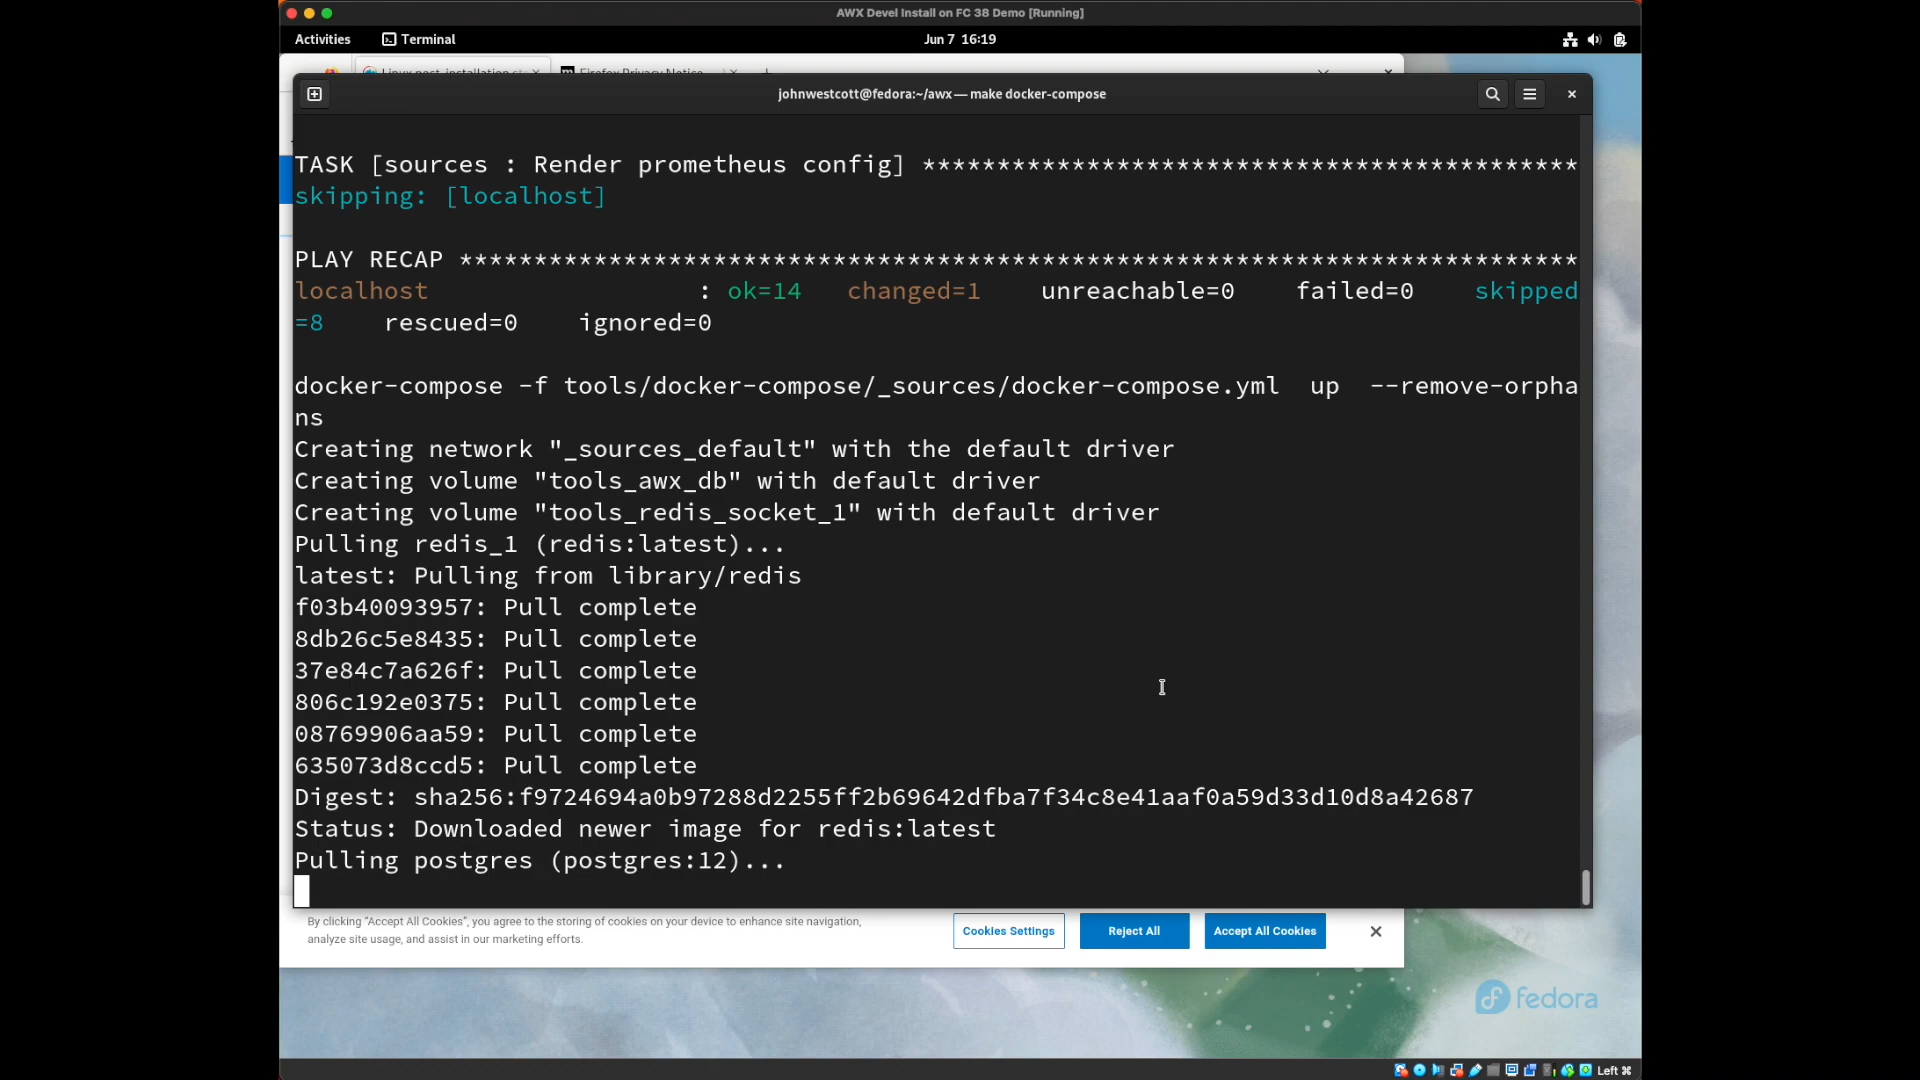 AWX Devel Install on FC 38 Demo [Running]
Activities Terminal Jun 7 16:19
Linux post-installation Firefox Privacy Notice
johnwestcott@fedora:~/awx — make docker-compose
TASK [sources : Render prometheus config] ********************************************
skipping: [localhost]
PLAY RECAP ***************************************************************************
localhost : ok=14 changed=1 unreachable=0 failed=0 skipped
=8 rescued=0 ignored=0
docker-compose -f tools/docker-compose/_sources/docker-compose.yml up --remove-orpha
ns
Creating network "_sources_default" with the default driver
Creating volume "tools_awx_db" with default driver
Creating volume "tools_redis_socket_1" with default driver
Pulling redis_1 (redis:latest)...
latest: Pulling from library/redis
f03b40093957: Pull complete
8db26c5e8435: Pull complete
37e84c7a626f: Pull complete
806c192e0375: Pull complete
08769906aa59: Pull complete
635073d8ccd5: Pull complete
Digest: sha256:f9724694a0b97288d2255ff2b69642dfba7f34c8e41aaf0a59d33d10d8a42687
Status: Downloaded newer image for redis:latest
Pulling postgres (postgres:12)...
By clicking “Accept All Cookies”, you agree to the storing of cookies on your device to enhance site navigation,
analyze site usage, and assist in our marketing efforts.
Cookies Settings Reject All Accept All Cookies
fedora
Left ⌘